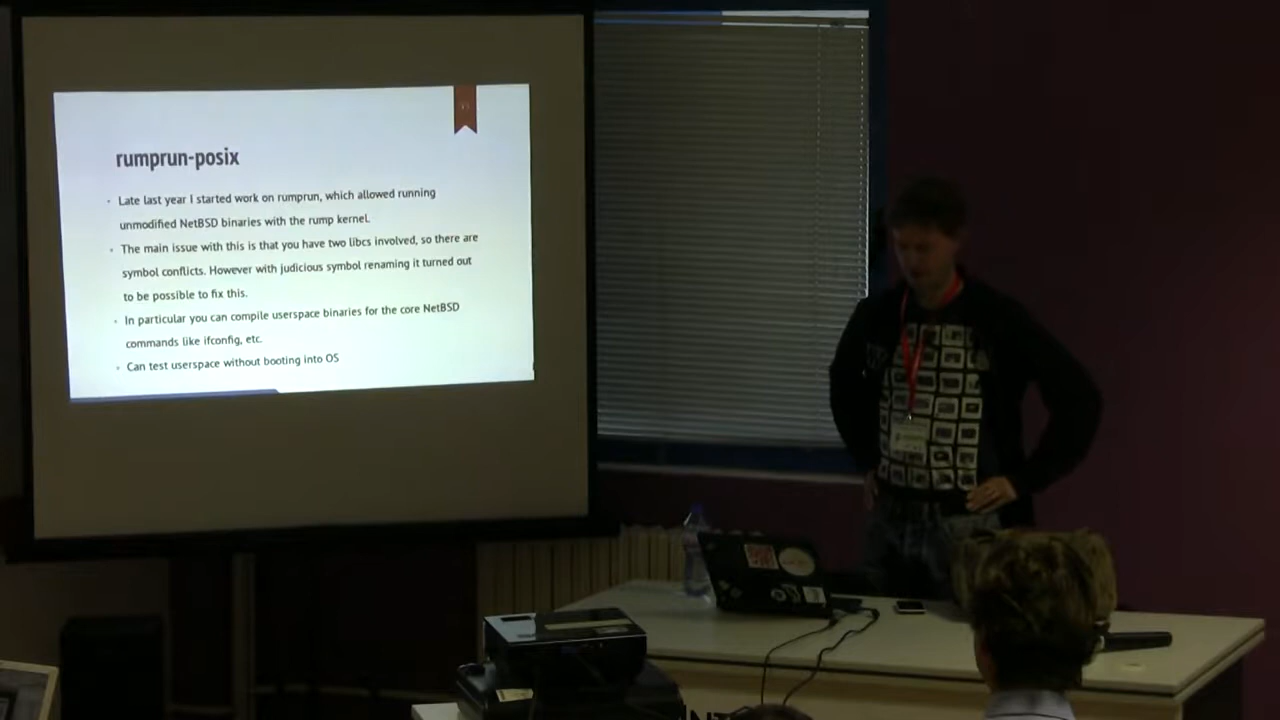 rumprun-posix
Late last year I started work on rumprun, which allowed running
unmodified NetBSD binaries with the rump kernel.
The main issue with this is that you have two libcs involved, so there are
symbol conflicts. However with judicious symbol renaming it turned out
to be possible to fix this.
In particular you can compile userspace binaries for the core NetBSD
commands like ifconfig, etc.
Can test userspace without booting into OS